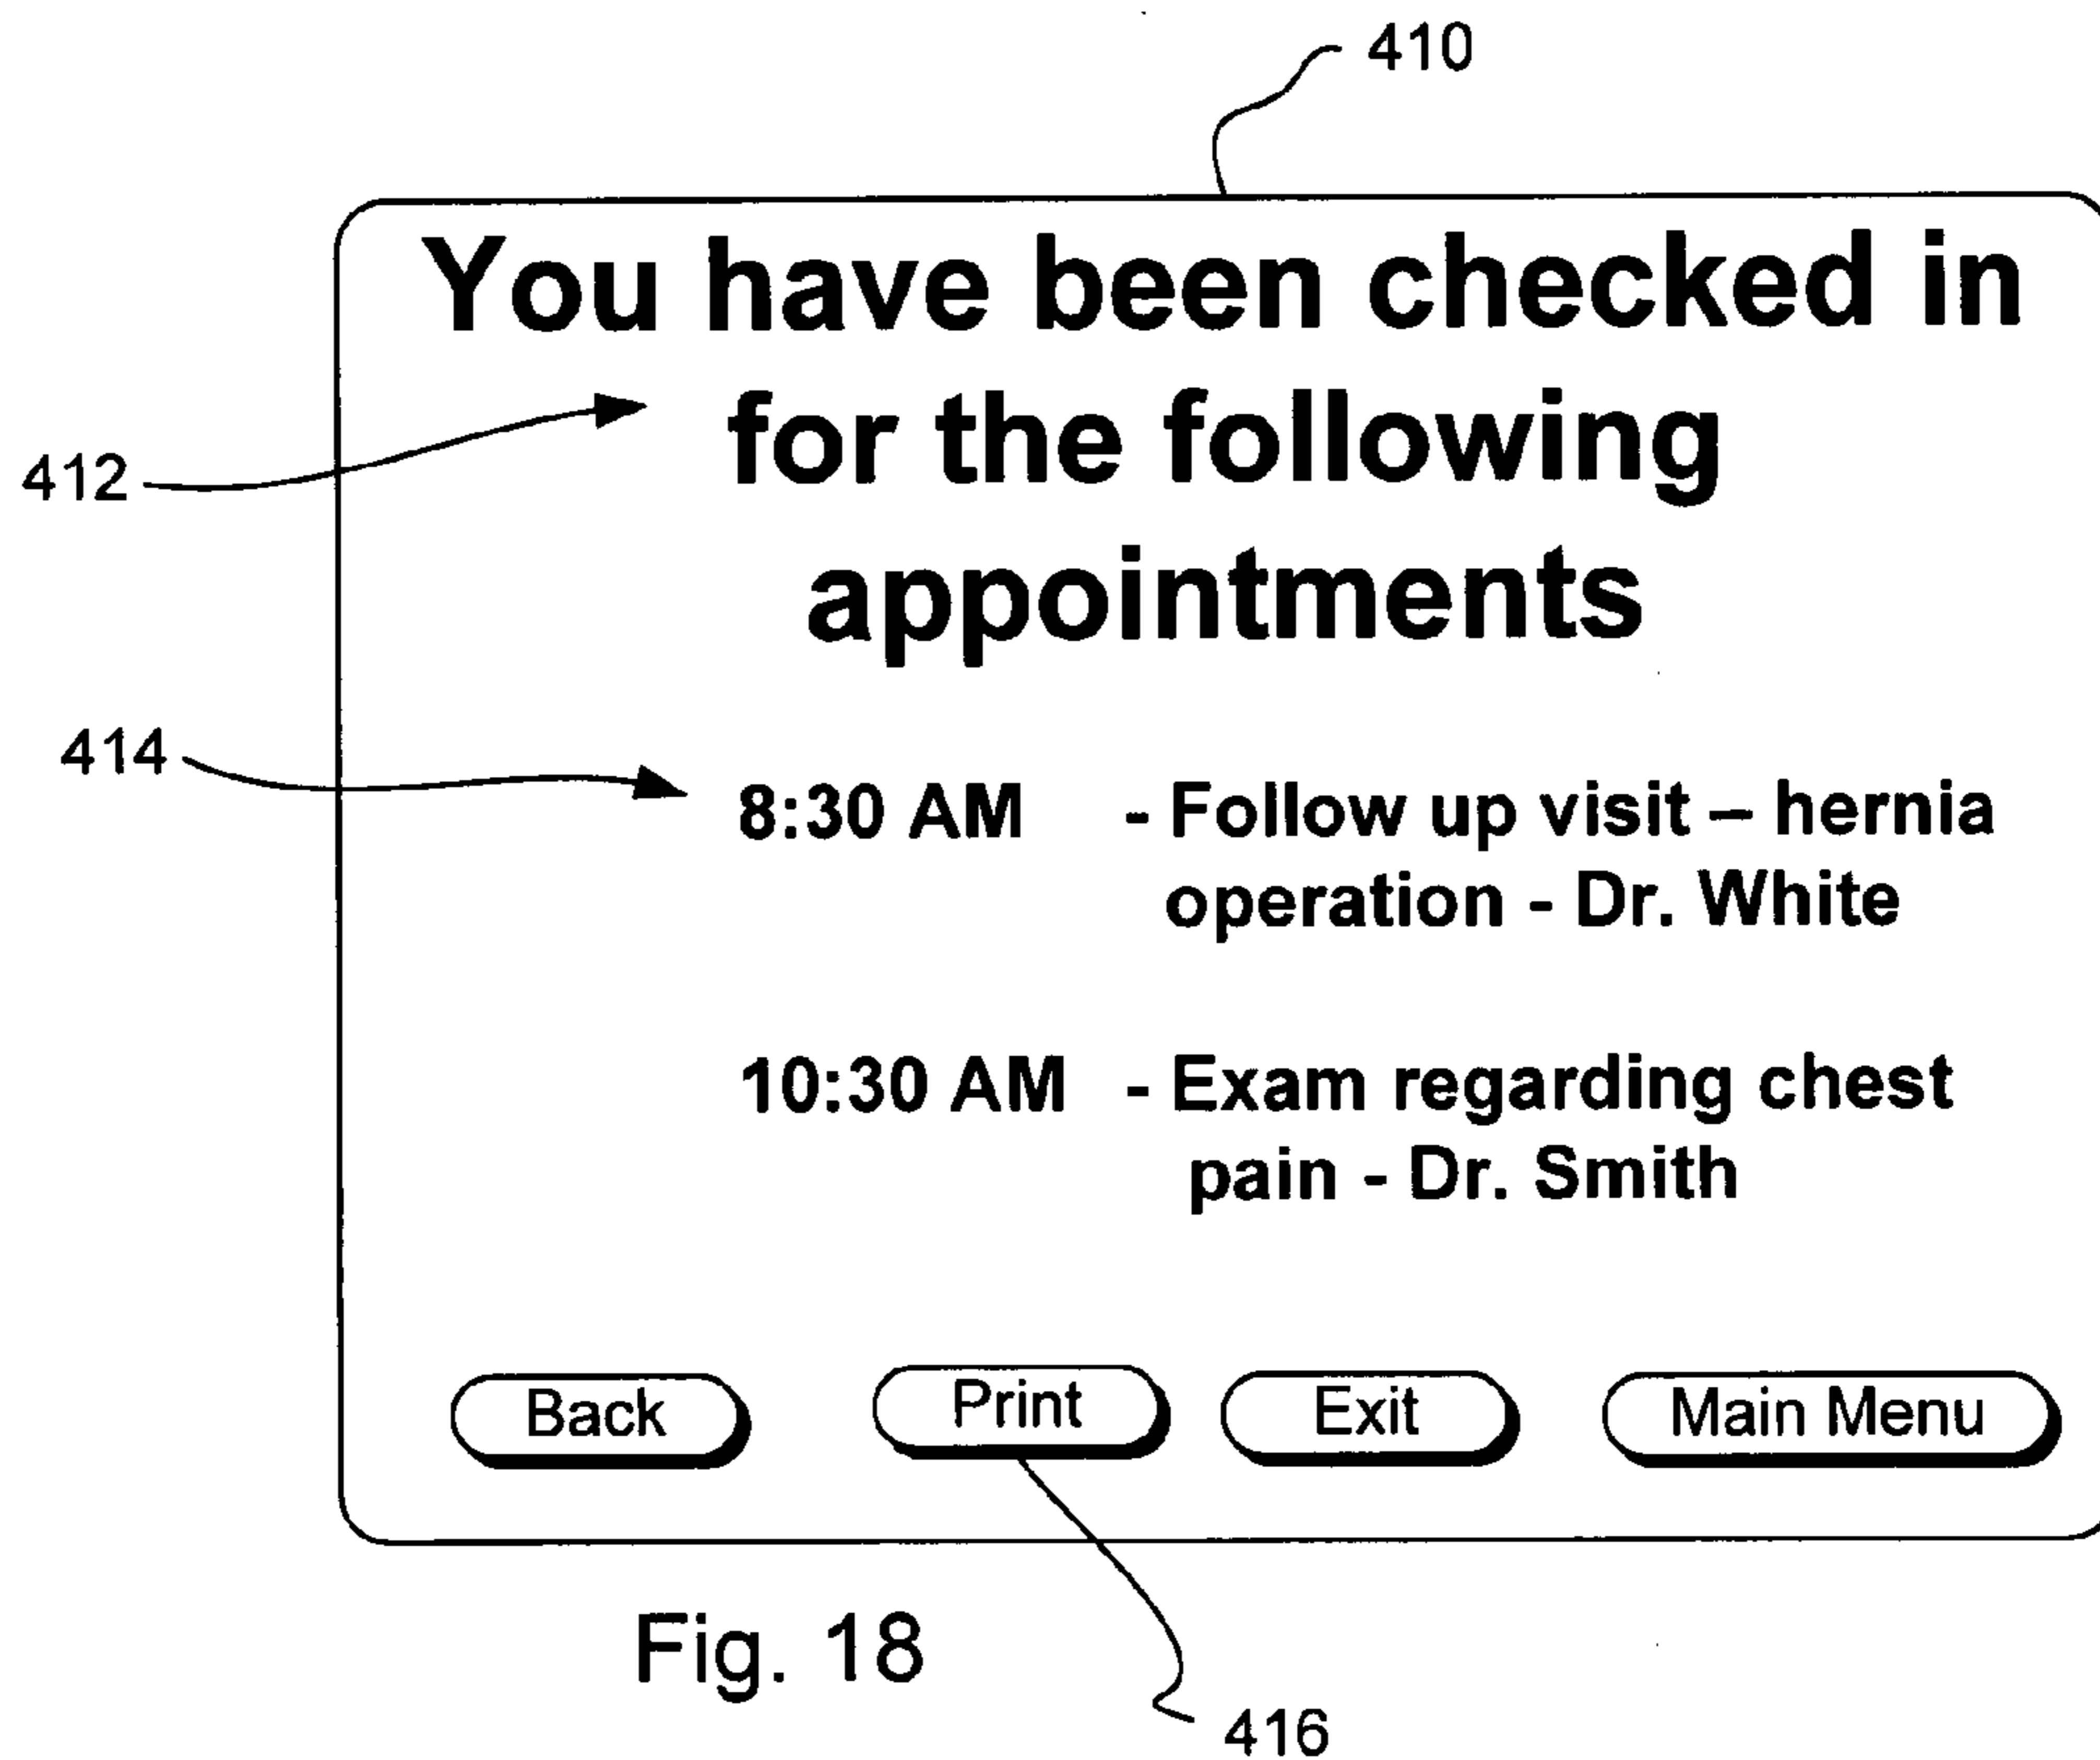 410
You have been checked in
for the following
412
appointments
414
8:30 AM - Follow up visit – hernia
operation - Dr. White
10:30 AM - Exam regarding chest
pain - Dr. Smith
Back Print Exit Main Menu
Fig. 18
416